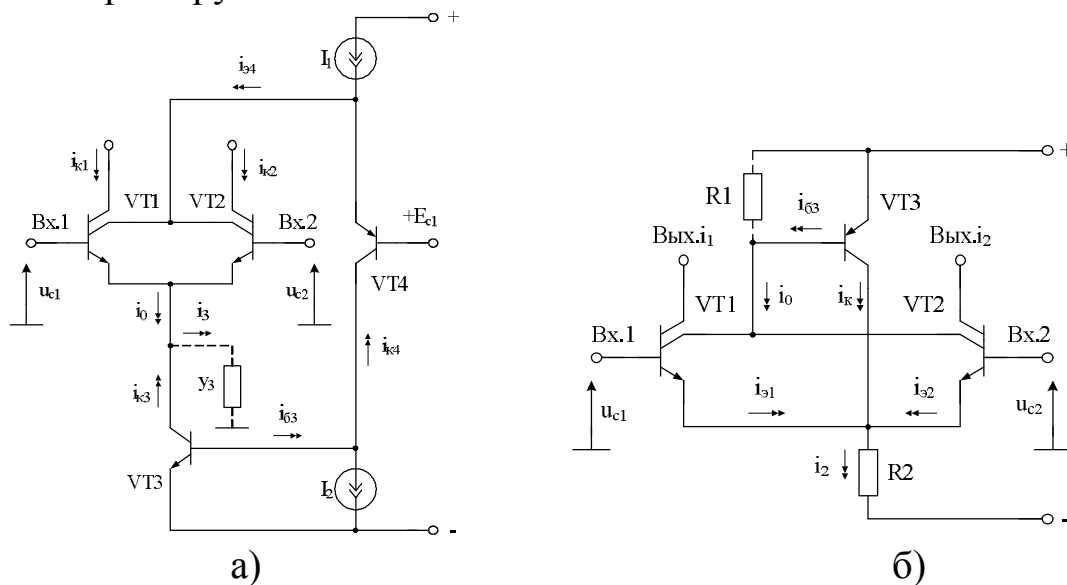 +
I₁
iэ4
iк1
iк2
VT1
VT2
Вх.1
Вх.2
+Ec1
VT4
uc1
uc2
i0
i3
iк4
y3
iк3
iб3
VT3
I2
-
а)
+
R1
VT3
iб3
Вых.i1
Вых.i2
VT1
i0
iк
VT2
Вх.1
Вх.2
uc1
iэ1
iэ2
uc2
i2
R2
-
б)